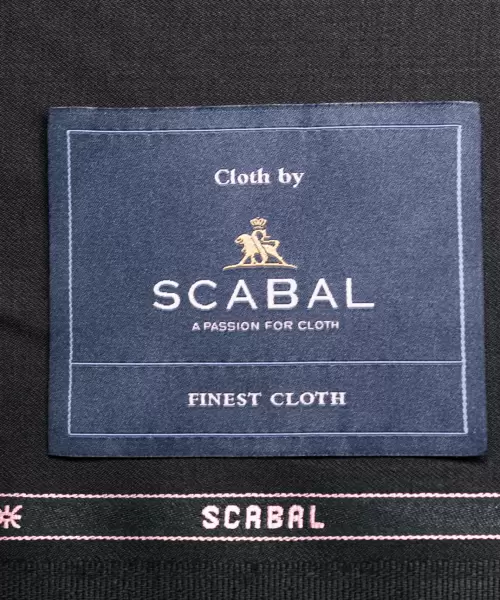 Cloth by
SCABAL
A PASSION FOR CLOTH
FINEST CLOTH
SCABAL